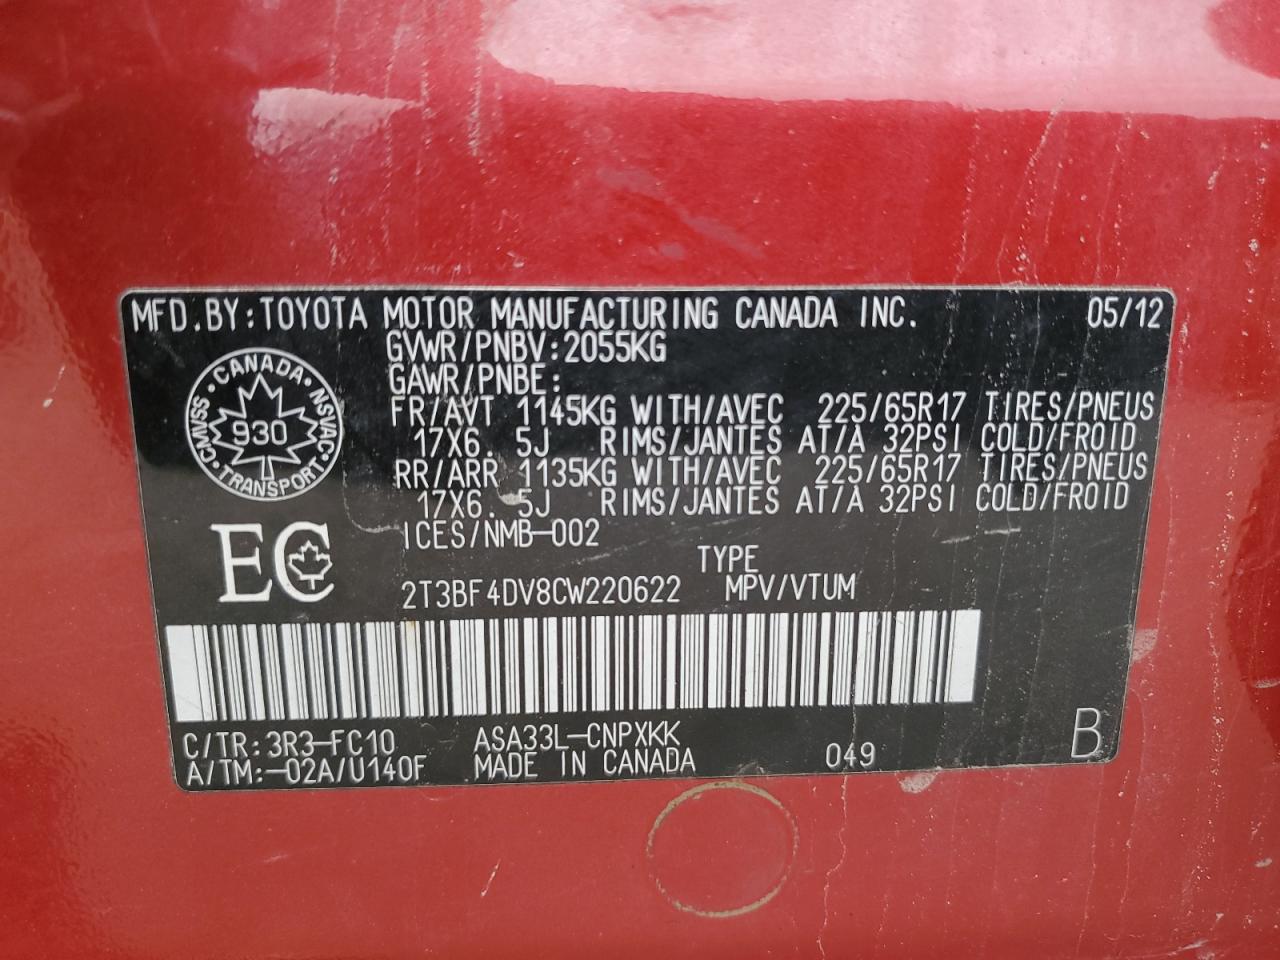 MFD.BY:TOYOTA MOTOR MANUFACTURING CANADA INC. 05/12
GVWR/PNBV:2055KG
GAWR/PNBE:
FR/AVT 1145KG WITH/AVEC 225/65R17 TIRES/PNEUS
17X6.5J RIMS/JANTES AT/A 32PSI COLD/FROID
RR/ARR 1135KG WITH/AVEC 225/65R17 TIRES/PNEUS
17X6.5J RIMS/JANTES AT/A 32PSI COLD/FROID
ICES/NMB-002
CANADA
CMVSS NSVAC
930
TRANSPORT
EC
TYPE
2T3BF4DV8CW220622 MPV/VTUM
C/TR:3R3-FC10 ASA33L-CNPXKK
A/TM:-02A/U140F MADE IN CANADA 049 B